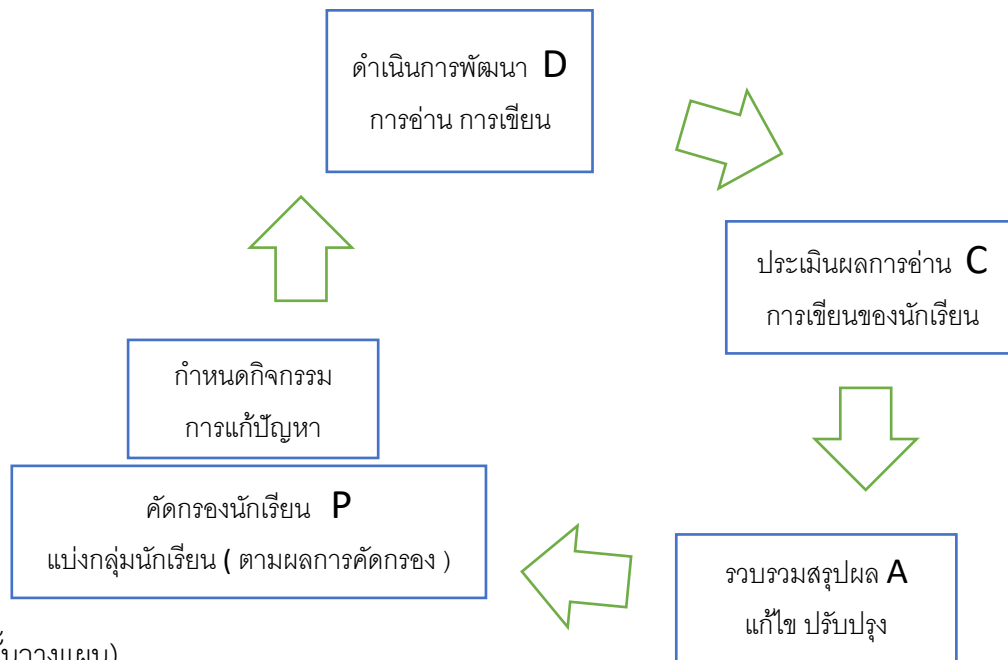 ดำเนินการพัฒนา D
การอ่าน การเขียน
ประเมินผลการอ่าน C
การเขียนของนักเรียน
กำหนดกิจกรรม
การแก้ปัญหา
คัดกรองนักเรียน P
แบ่งกลุ่มนักเรียน ( ตามผลการคัดกรอง )
รวบรวมสรุปผล A
แก้ไข ปรับปรุง
วางแผน)